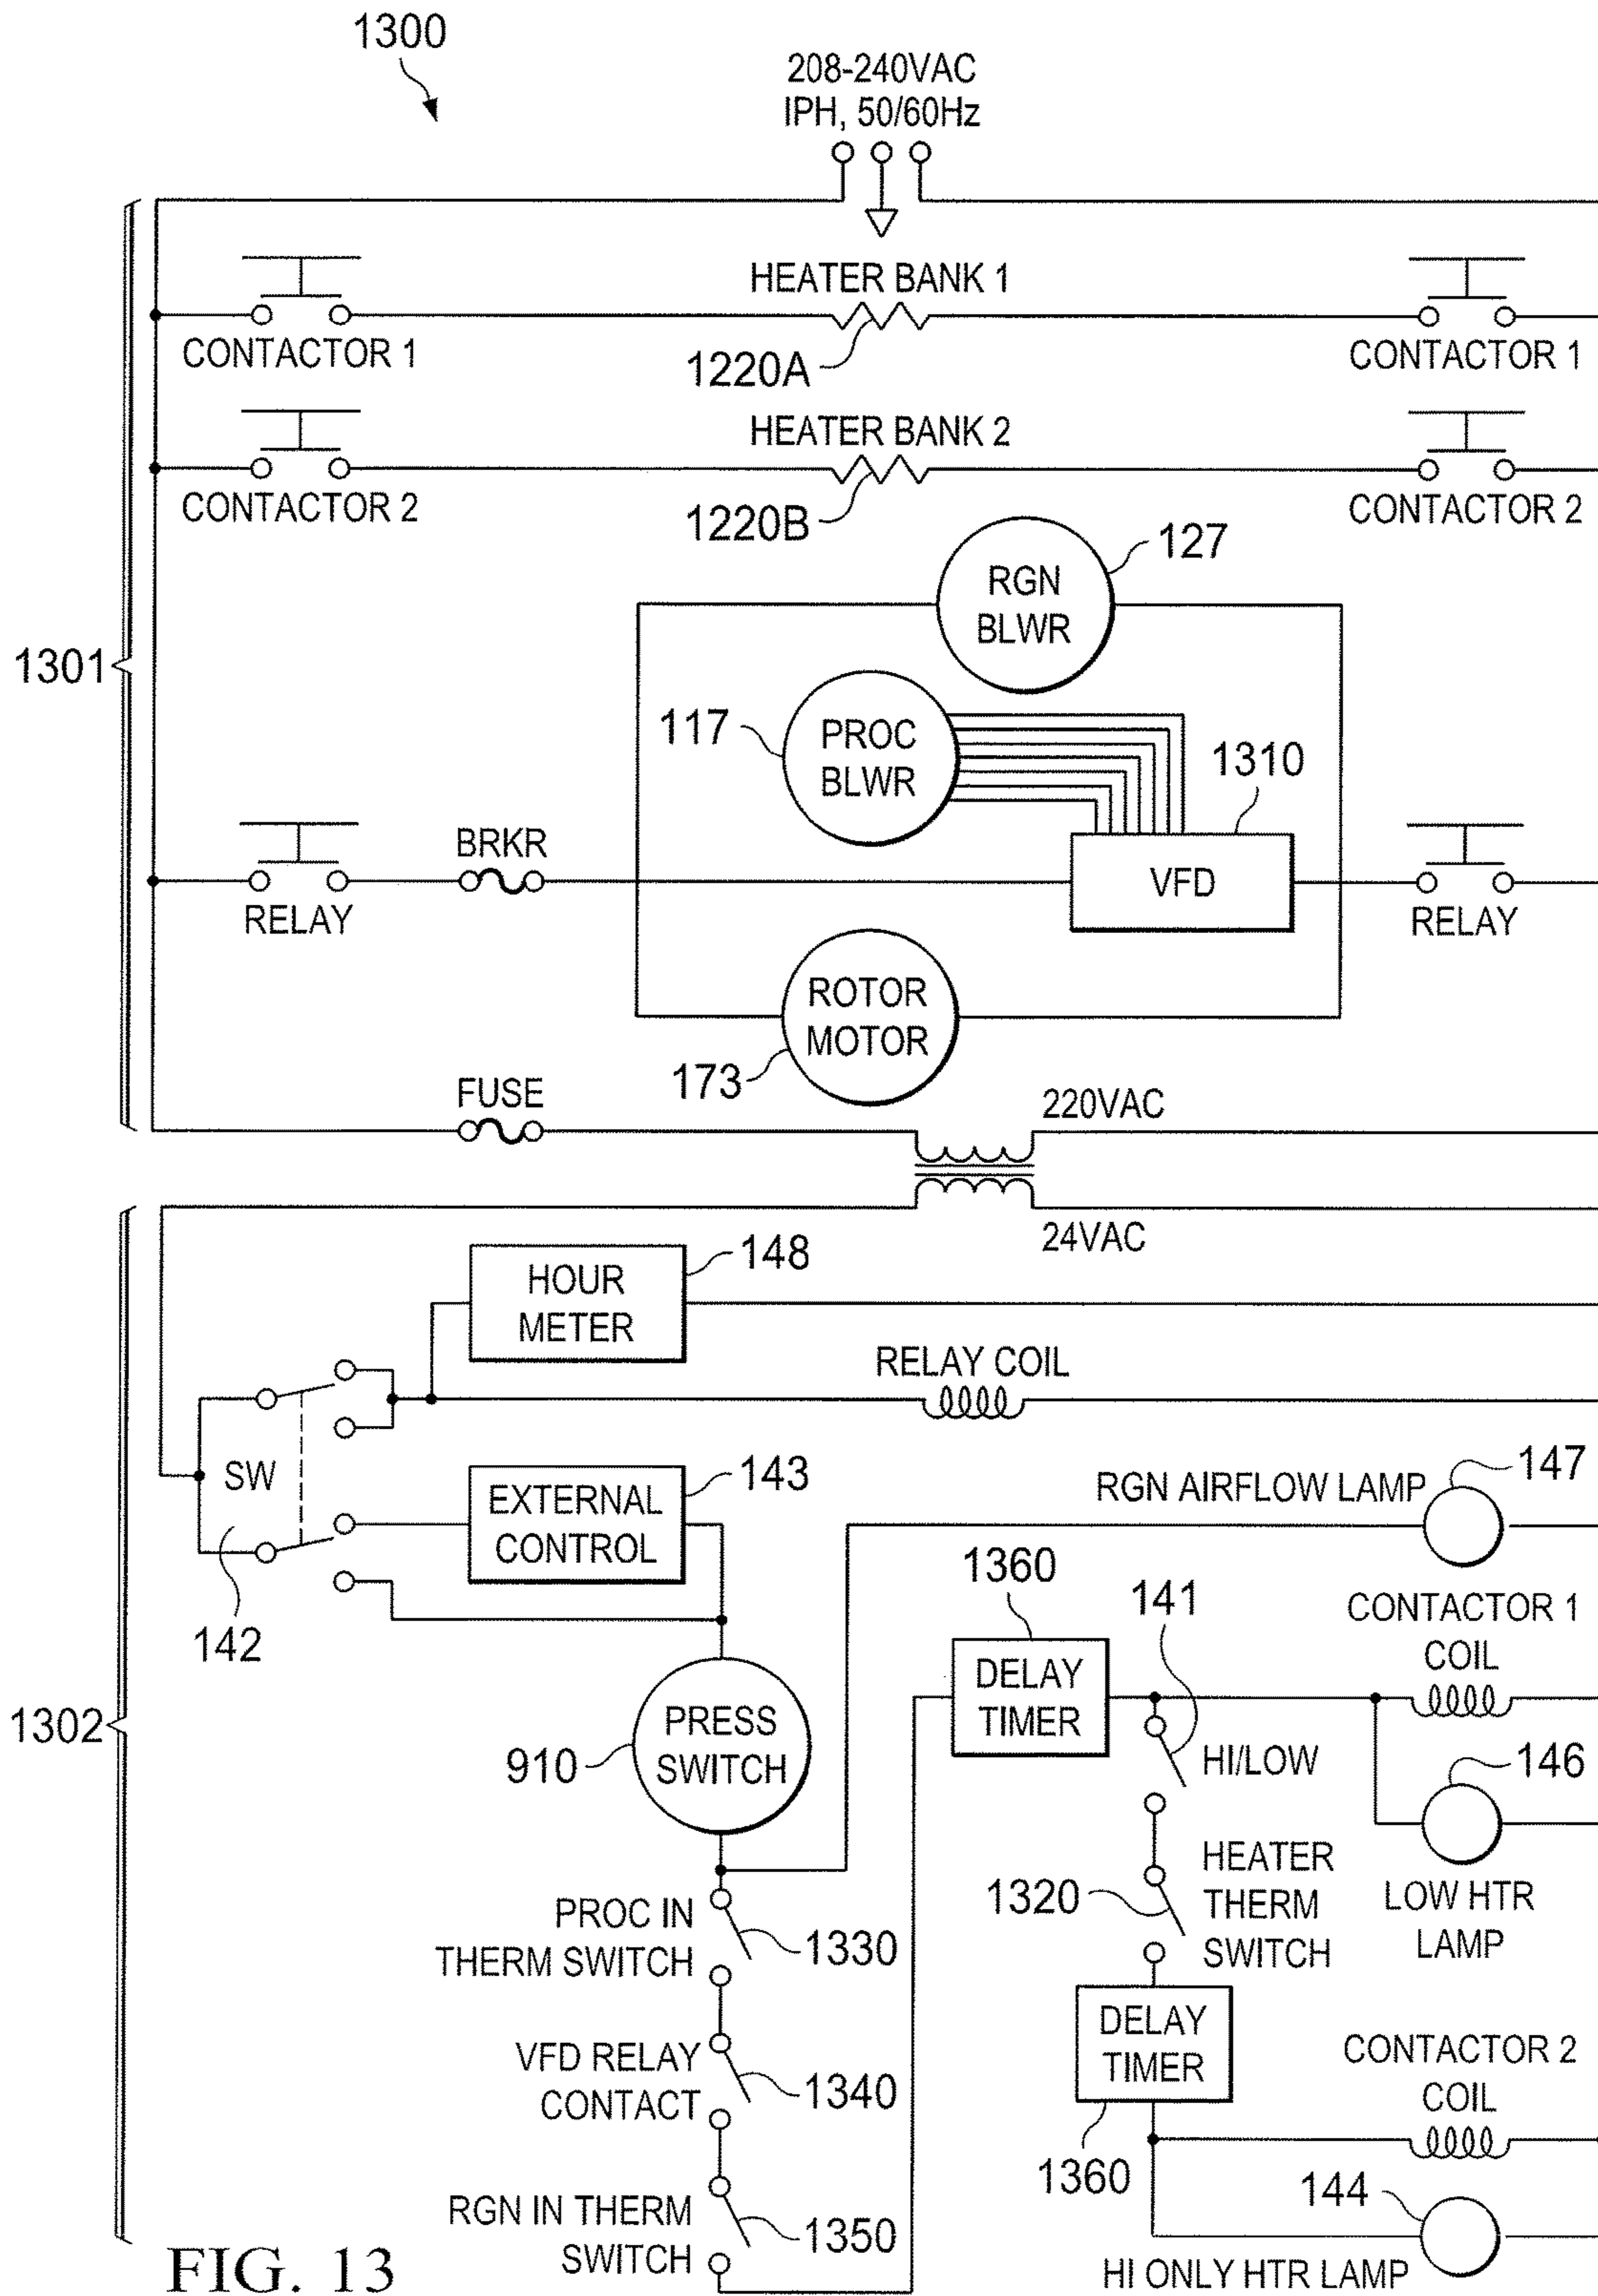 1300
208-240VAC
IPH, 50/60Hz
HEATER BANK 1
CONTACTOR 1
1220A
CONTACTOR 1
HEATER BANK 2
CONTACTOR 2
1220B
CONTACTOR 2
127
RGN
BLWR
1301
117
PROC
BLWR
1310
BRKR
VFD
RELAY
RELAY
ROTOR
MOTOR
173
FUSE
220VAC
24VAC
148
HOUR
METER
RELAY COIL
SW
143
EXTERNAL
CONTROL
142
RGN AIRFLOW LAMP
147
1360
DELAY
TIMER
141
HI/LOW
CONTACTOR 1
COIL
1302
910
PRESS
SWITCH
146
LOW HTR
LAMP
1320
HEATER
THERM
SWITCH
PROC IN
THERM SWITCH
1330
DELAY
TIMER
1360
VFD RELAY
CONTACT
1340
CONTACTOR 2
COIL
RGN IN THERM
SWITCH
1350
144
HI ONLY HTR LAMP
FIG. 13